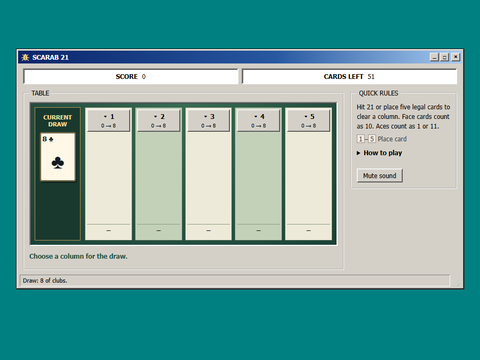 SCARAB 21
SCORE 0
CARDS LEFT 51
TABLE
CURRENT
DRAW
8 ♣
1
0 → 8
2
0 → 8
3
0 → 8
4
0 → 8
5
0 → 8
—
—
—
—
—
Choose a column for the draw.
QUICK RULES
Hit 21 or place five legal cards to
clear a column. Face cards count
as 10. Aces count as 1 or 11.
1–5 Place card
How to play
Mute sound
Draw: 8 of clubs.